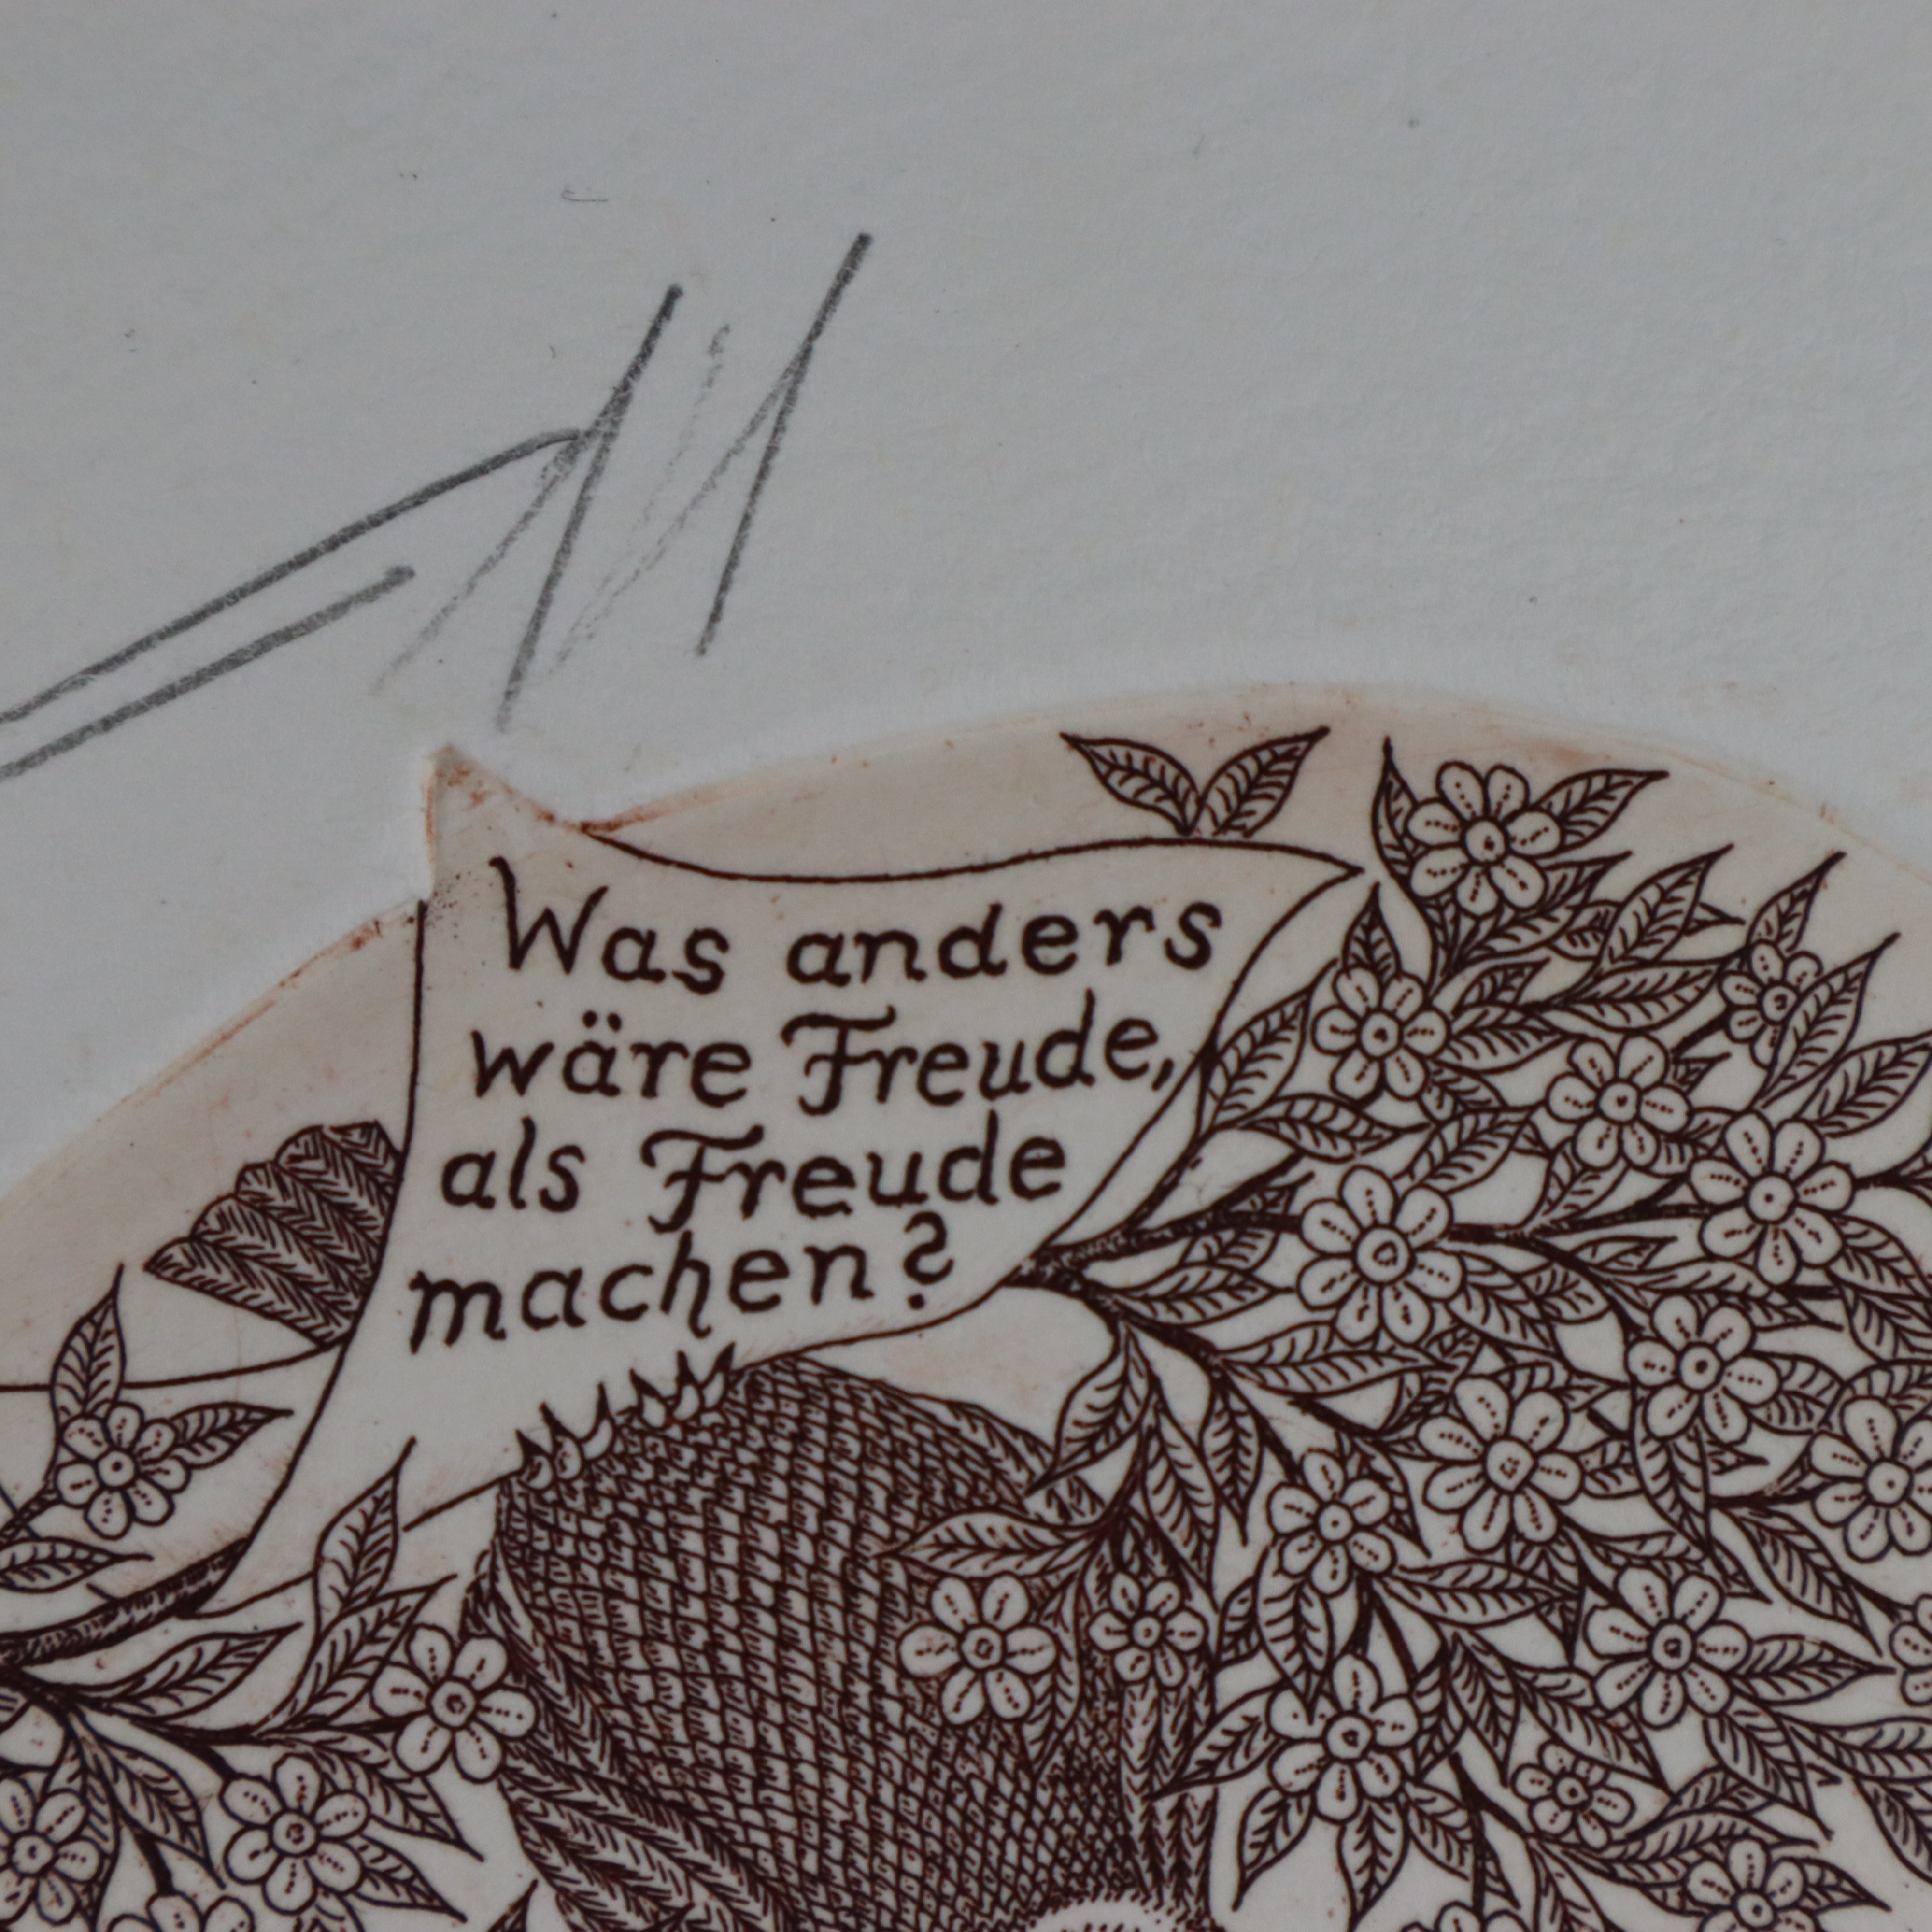 Was anders
wäre Freude,
als Freude
machen?